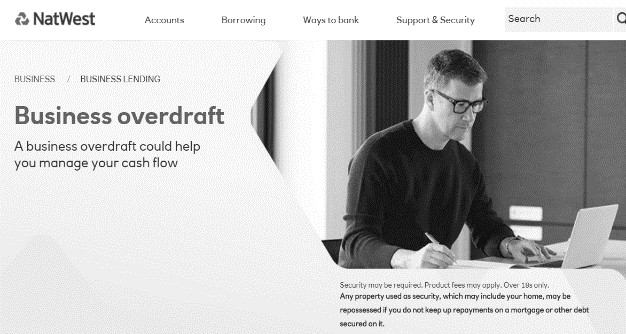 NatWest
Accounts
Borrowing
Ways to bank
Support & Security
Search
BUSINESS / BUSINESS LENDING
Business overdraft
A business overdraft could help
you manage your cash flow
Security may be required. Product fees may apply. Over 18s only.
Any property used as security, which may include your home, may be
repossessed if you do not keep up repayments on a mortgage or other debt
secured on it.